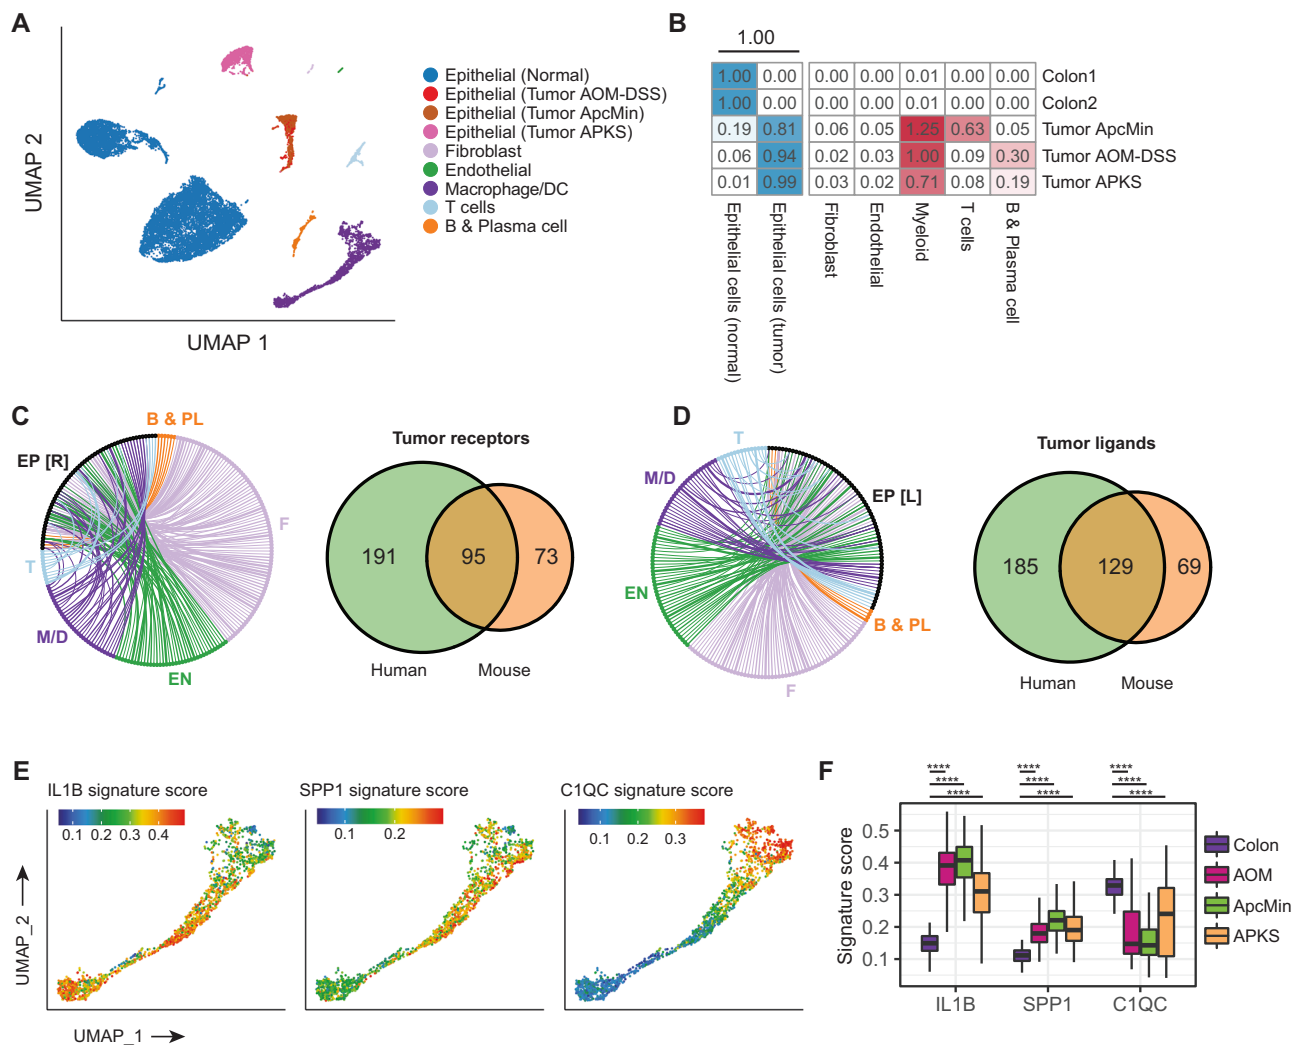 A
UMAP 2
UMAP 1
Epithelial (Normal)
Epithelial (Tumor AOM-DSS)
Epithelial (Tumor ApcMin)
Epithelial (Tumor APKS)
Fibroblast
Endothelial
Macrophage/DC
T cells
B & Plasma cell
B
1.00
1.00 0.00 0.00 0.00 0.01 0.00 0.00 Colon1
1.00 0.00 0.00 0.00 0.01 0.00 0.00 Colon2
0.19 0.81 0.06 0.05 1.25 0.63 0.05 Tumor ApcMin
0.06 0.94 0.02 0.03 1.00 0.09 0.30 Tumor AOM-DSS
0.01 0.99 0.03 0.02 0.71 0.08 0.19 Tumor APKS
Epithelial cells (normal)
Epithelial cells (tumor)
Fibroblast
Endothelial
Myeloid
T cells
B & Plasma cell
C
B & PL
EP [R]
F
T
M/D
EN
Tumor receptors
191 95 73
Human Mouse
D
T
M/D
EP [L]
EN
B & PL
F
Tumor ligands
185 129 69
Human Mouse
E
IL1B signature score
0.1 0.2 0.3 0.4
SPP1 signature score
0.1 0.2
C1QC signature score
0.1 0.2 0.3
UMAP_2
UMAP_1
F
**** **** ****
**** **** ****
**** **** ****
Signature score
0.5
0.4
0.3
0.2
0.1
IL1B SPP1 C1QC
Colon
AOM
ApcMin
APKS